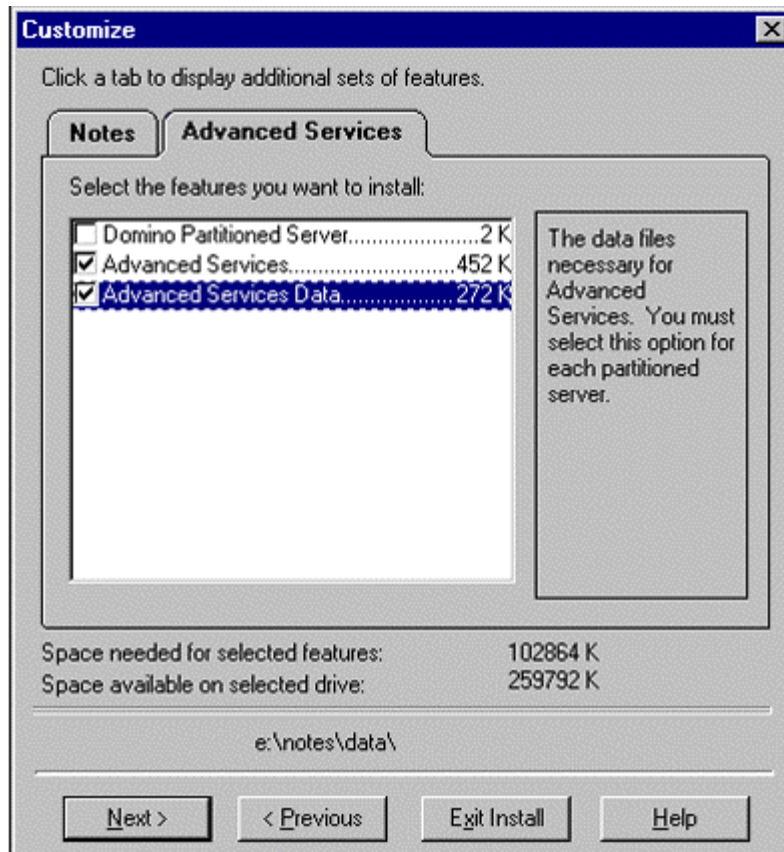 Customize
Click a tab to display additional sets of features.
Notes
Advanced Services
Select the features you want to install:
Domino Partitioned Server......................2 K
Advanced Services...........................452 K
Advanced Services Data...................272 K
The data files
necessary for
Advanced
Services. You must
select this option for
each partitioned
server.
Space needed for selected features: 102864 K
Space available on selected drive: 259792 K
e:\notes\data\
Next >
< Previous
Exit Install
Help